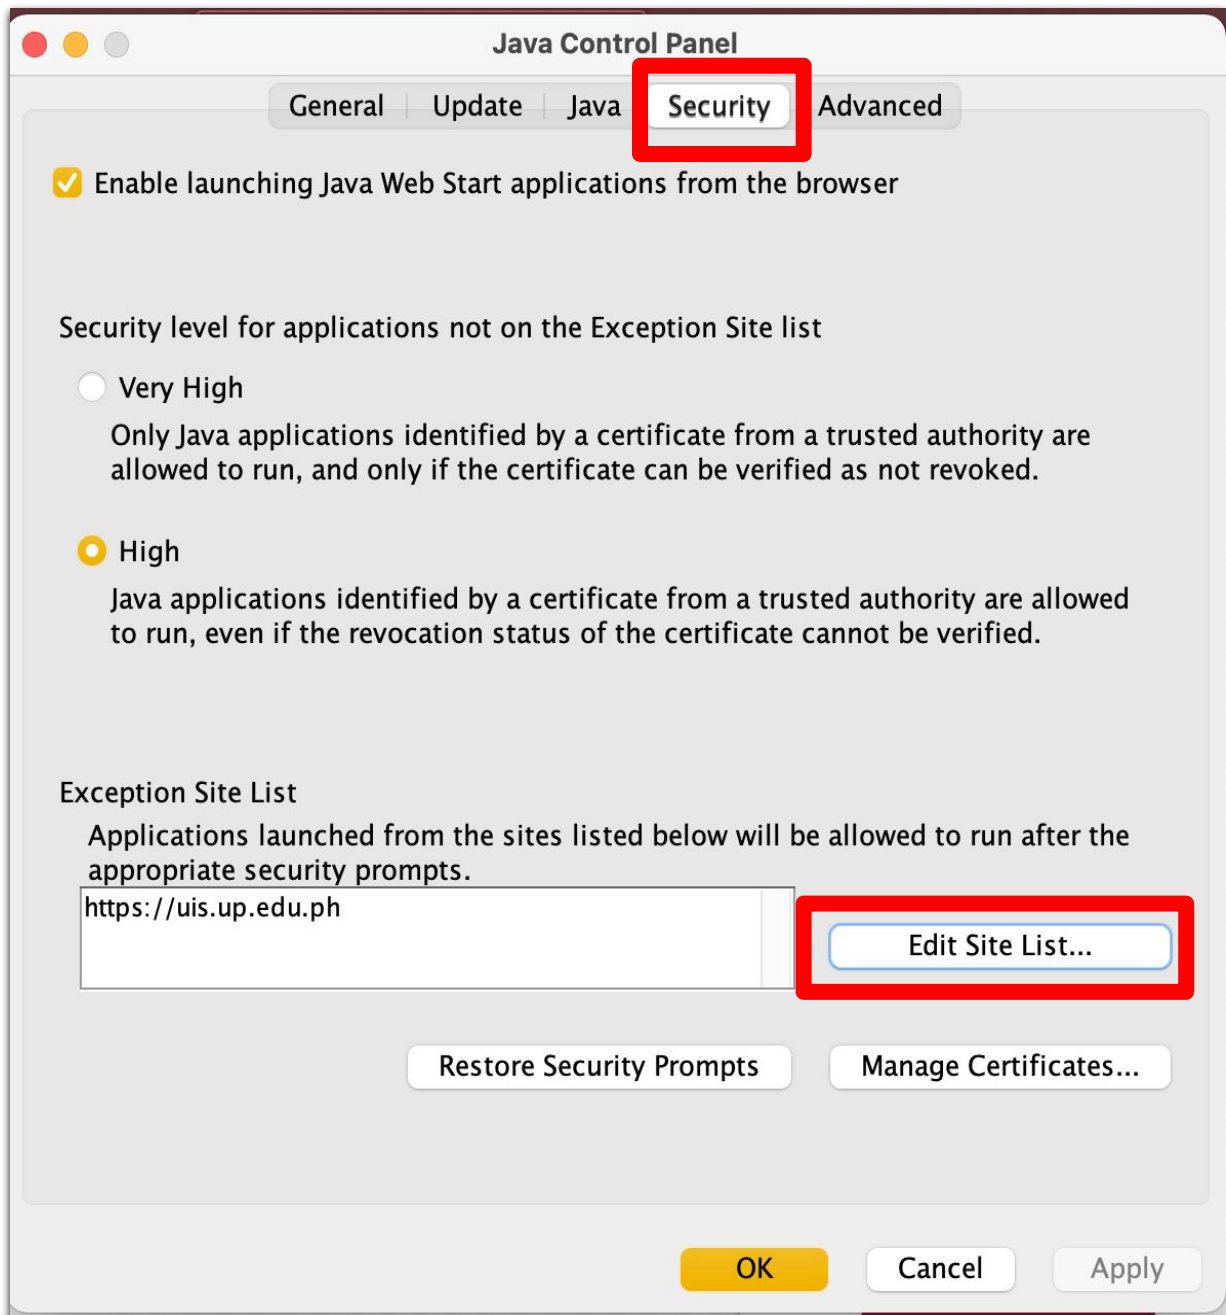 Java Control Panel
General Update Java Security Advanced
Enable launching Java Web Start applications from the browser
Security level for applications not on the Exception Site list
Very High
Only Java applications identified by a certificate from a trusted authority are
allowed to run, and only if the certificate can be verified as not revoked.
High
Java applications identified by a certificate from a trusted authority are allowed
to run, even if the revocation status of the certificate cannot be verified.
Exception Site List
Applications launched from the sites listed below will be allowed to run after the
appropriate security prompts.
https://uis.up.edu.ph
Edit Site List...
Restore Security Prompts Manage Certificates...
OK Cancel Apply